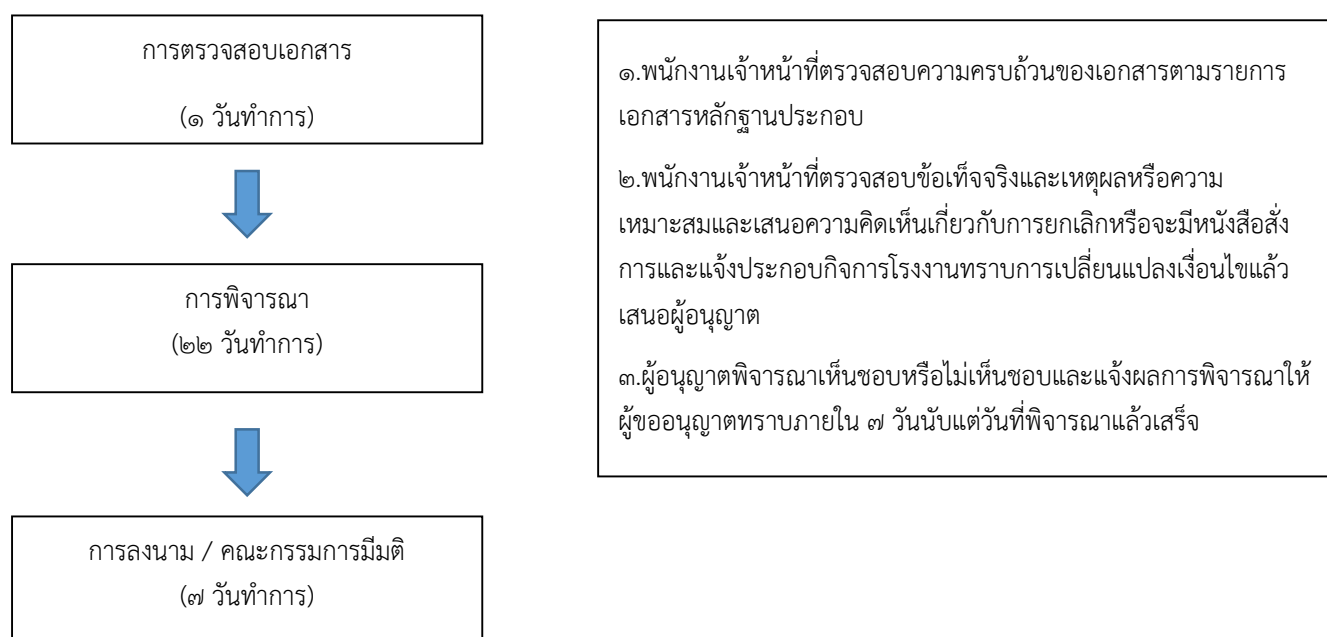 การตรวจสอบเอกสาร
(๑ วันทำการ)
การพิจารณา
(๒๒ วันทำการ)
การลงนาม / คณะกรรมการมีมติ
(๗ วันทำการ)
๑.พนักงานเจ้าหน้าที่ตรวจสอบความครบถ้วนของเอกสารตามรายการ
เอกสารหลักฐานประกอบ
๒.พนักงานเจ้าหน้าที่ตรวจสอบข้อเท็จจริงและเหตุผลหรือความ
เหมาะสมและเสนอความคิดเห็นเกี่ยวกับการยกเลิกหรือจะมีหนังสือสั่ง
การและแจ้งประกอบกิจการโรงงานทราบการเปลี่ยนแปลงเงื่อนไขแล้ว
เสนอผู้อนุญาต
๓.ผู้อนุญาตพิจารณาเห็นชอบหรือไม่เห็นชอบและแจ้งผลการพิจารณาให้
ผู้ขออนุญาตทราบภายใน ๗ วันนับแต่วันที่พิจารณาแล้วเสร็จ